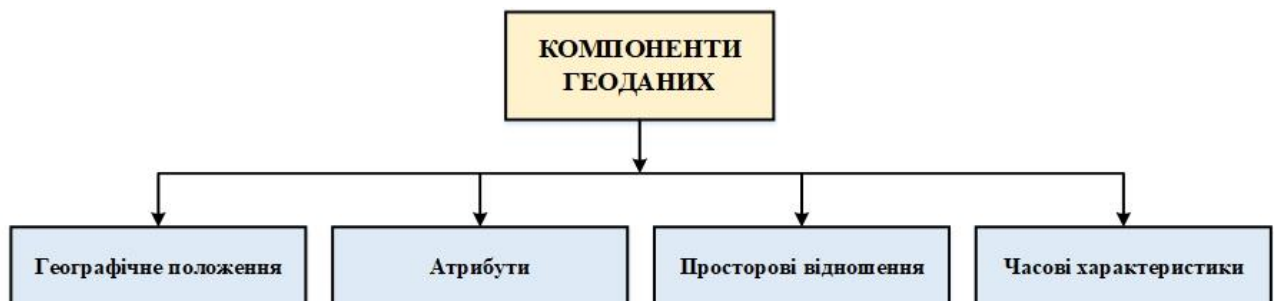 КОМПОНЕНТИ
ГЕОДАНИХ
Географічне положення
Атрибути
Просторові відношення
Часові характеристики